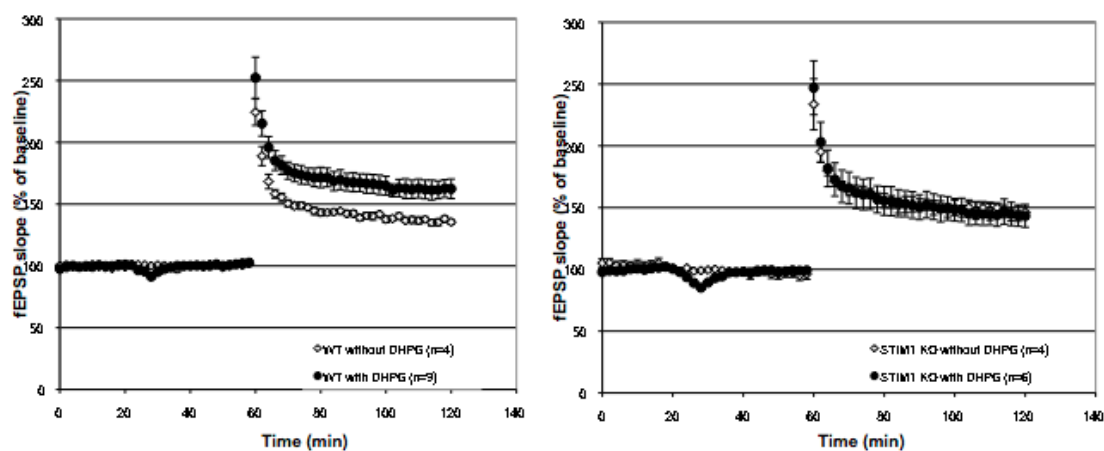 fEPSP slope (% of baseline)
300
250
200
150
100
50
0
WT without DHPG (n=4)
WT with DHPG (n=9)
0 20 40 60 80 100 120 140
Time (min)
fEPSP slope (% of baseline)
300
250
200
150
100
50
0
STIM1 KO without DHPG (n=4)
STIM1 KO with DHPG (n=6)
0 20 40 60 80 100 120 140
Time (min)